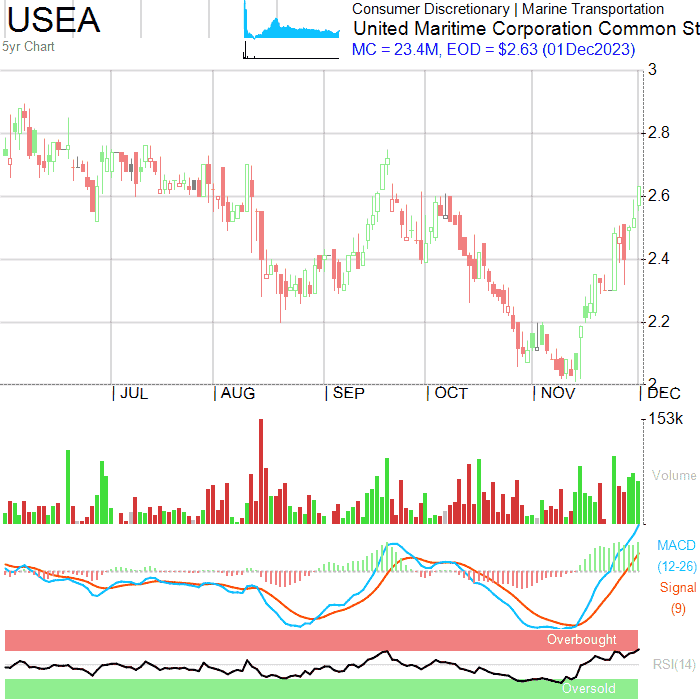 USEA
5yr Chart
Consumer Discretionary | Marine Transportation
United Maritime Corporation Common St
MC = 23.4M, EOD = $2.63 (01Dec2023)
3
2.8
2.6
2.4
2.2
2
| JUL | AUG | SEP | OCT | NOV | DEC
153k
Volume
MACD
(12-26)
Signal
(9)
Overbought
RSI(14)
Oversold